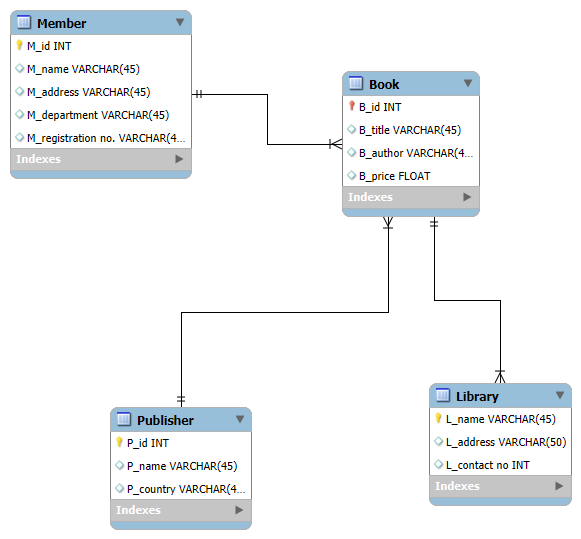 Member
M_id INT
M_name VARCHAR(45)
M_address VARCHAR(45)
M_department VARCHAR(45)
M_registration no. VARCHAR(4...
Indexes
Book
B_id INT
B_title VARCHAR(45)
B_author VARCHAR(4...
B_price FLOAT
Indexes
Publisher
P_id INT
P_name VARCHAR(45)
P_country VARCHAR(4...
Indexes
Library
L_name VARCHAR(45)
L_address VARCHAR(50)
L_contact no INT
Indexes